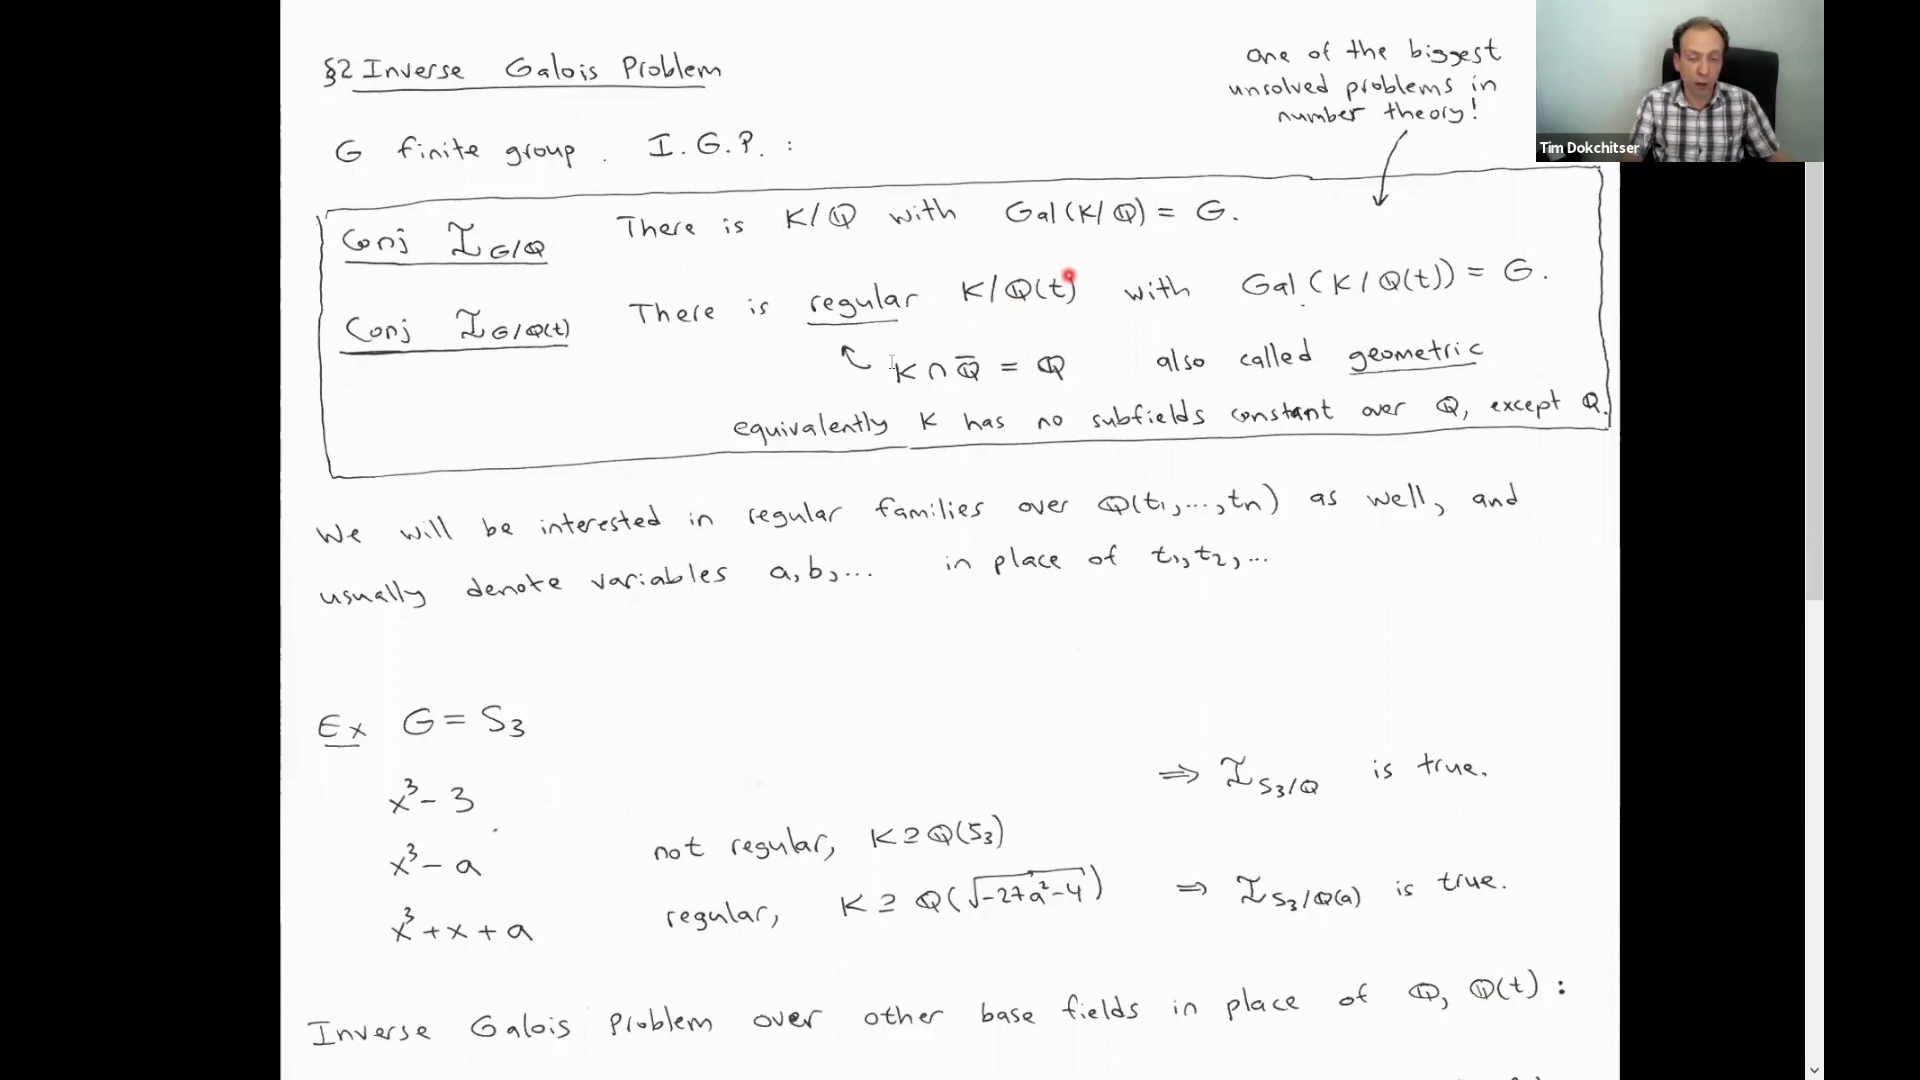 §2 Inverse Galois Problem
one of the biggest
unsolved problems in
number theory!
Tim Dokchitser
G finite group. I.G.P. :
Conj I_{G/ℚ} There is K/ℚ with Gal(K/ℚ) = G.
Conj I_{G/ℚ(t)} There is regular K/ℚ(t) with Gal(K/ℚ(t)) = G.
K ∩ ℚ̄ = ℚ also called geometric
equivalently K has no subfields constant over ℚ, except ℚ.
We will be interested in regular families over ℚ(t₁,...,tₙ) as well, and
usually denote variables a,b,... in place of t₁,t₂,...
Ex G = S₃
x³ - 3 ⇒ I_{S₃/ℚ} is true.
x³ - a not regular, K ⊇ ℚ(ζ₃)
x³ + x + a regular, K ⊇ ℚ(√-27a²-4) ⇒ I_{S₃/ℚ(a)} is true.
Inverse Galois Problem over other base fields in place of ℚ, ℚ(t) :